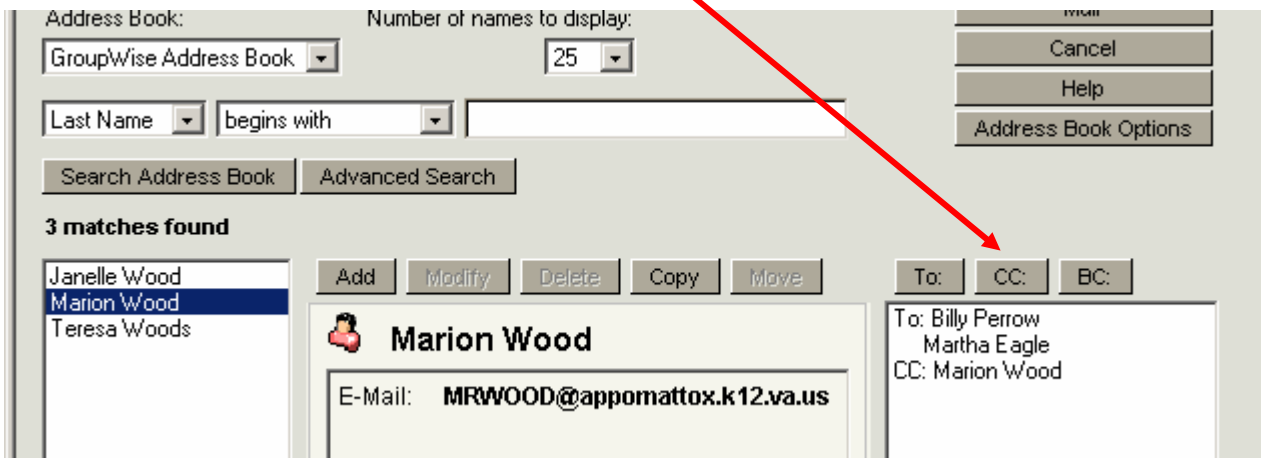 Address Book: Number of names to display: Mail
GroupWise Address Book 25 Cancel
Help
Last Name begins with Address Book Options
Search Address Book Advanced Search
3 matches found
Janelle Wood Add Modify Delete Copy Move To: CC: BC:
Marion Wood
Teresa Woods
Marion Wood
E-Mail: MRWOOD@appomattox.k12.va.us
To: Billy Perrow
Martha Eagle
CC: Marion Wood